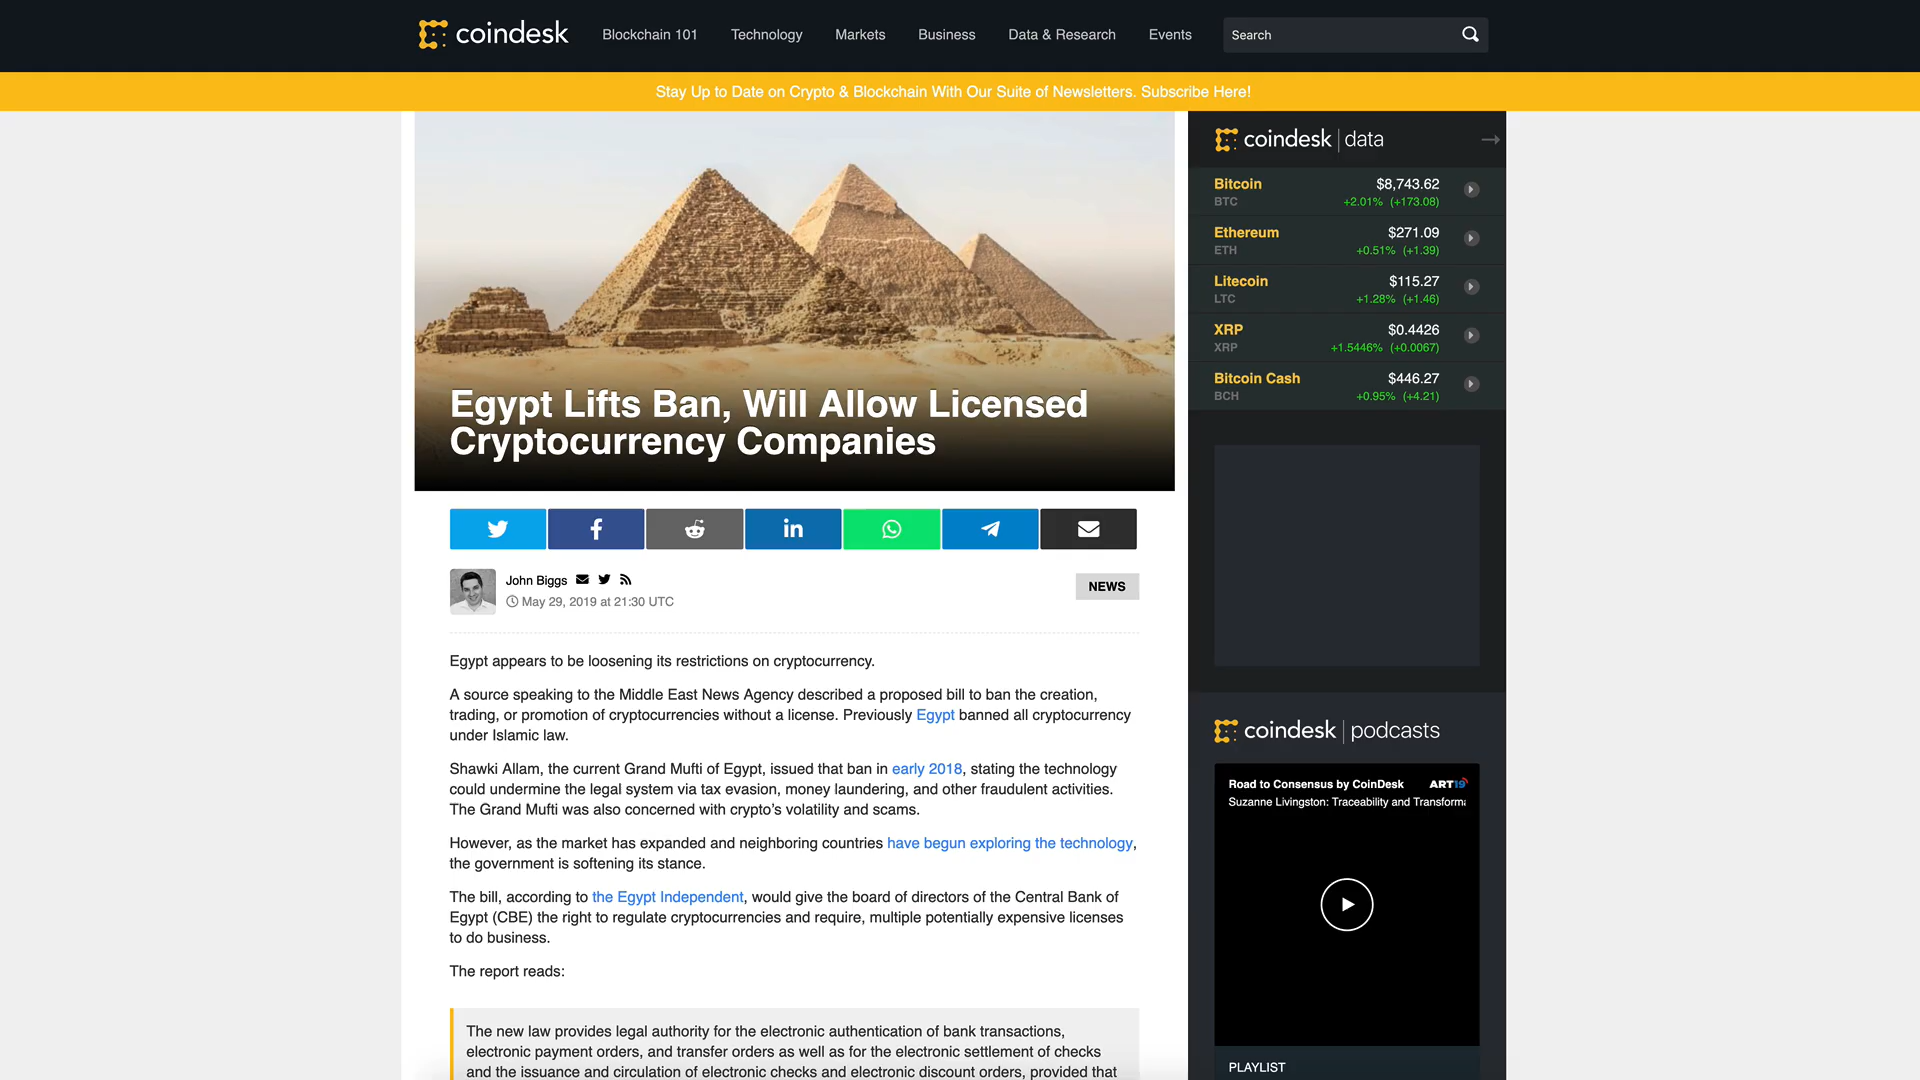 coindesk
Blockchain 101
Technology
Markets
Business
Data & Research
Events
Search
Stay Up to Date on Crypto & Blockchain With Our Suite of Newsletters. Subscribe Here!
Egypt Lifts Ban, Will Allow Licensed
Cryptocurrency Companies
John Biggs
May 29, 2019 at 21:30 UTC
NEWS
Egypt appears to be loosening its restrictions on cryptocurrency.
A source speaking to the Middle East News Agency described a proposed bill to ban the creation,
trading, or promotion of cryptocurrencies without a license. Previously Egypt banned all cryptocurrency
under Islamic law.
Shawki Allam, the current Grand Mufti of Egypt, issued that ban in early 2018, stating the technology
could undermine the legal system via tax evasion, money laundering, and other fraudulent activities.
The Grand Mufti was also concerned with crypto’s volatility and scams.
However, as the market has expanded and neighboring countries have begun exploring the technology,
the government is softening its stance.
The bill, according to the Egypt Independent, would give the board of directors of the Central Bank of
Egypt (CBE) the right to regulate cryptocurrencies and require, multiple potentially expensive licenses
to do business.
The report reads:
The new law provides legal authority for the electronic authentication of bank transactions,
electronic payment orders, and transfer orders as well as for the electronic settlement of checks
and the issuance and circulation of electronic checks and electronic discount orders, provided that
coindesk | data
Bitcoin $8,743.62
BTC +2.01% (+173.08)
Ethereum $271.09
ETH +0.51% (+1.39)
Litecoin $115.27
LTC +1.28% (+1.46)
XRP $0.4426
XRP +1.5446% (+0.0067)
Bitcoin Cash $446.27
BCH +0.95% (+4.21)
coindesk | podcasts
Road to Consensus by CoinDesk ART19
Suzanne Livingston: Traceability and Transforma
PLAYLIST